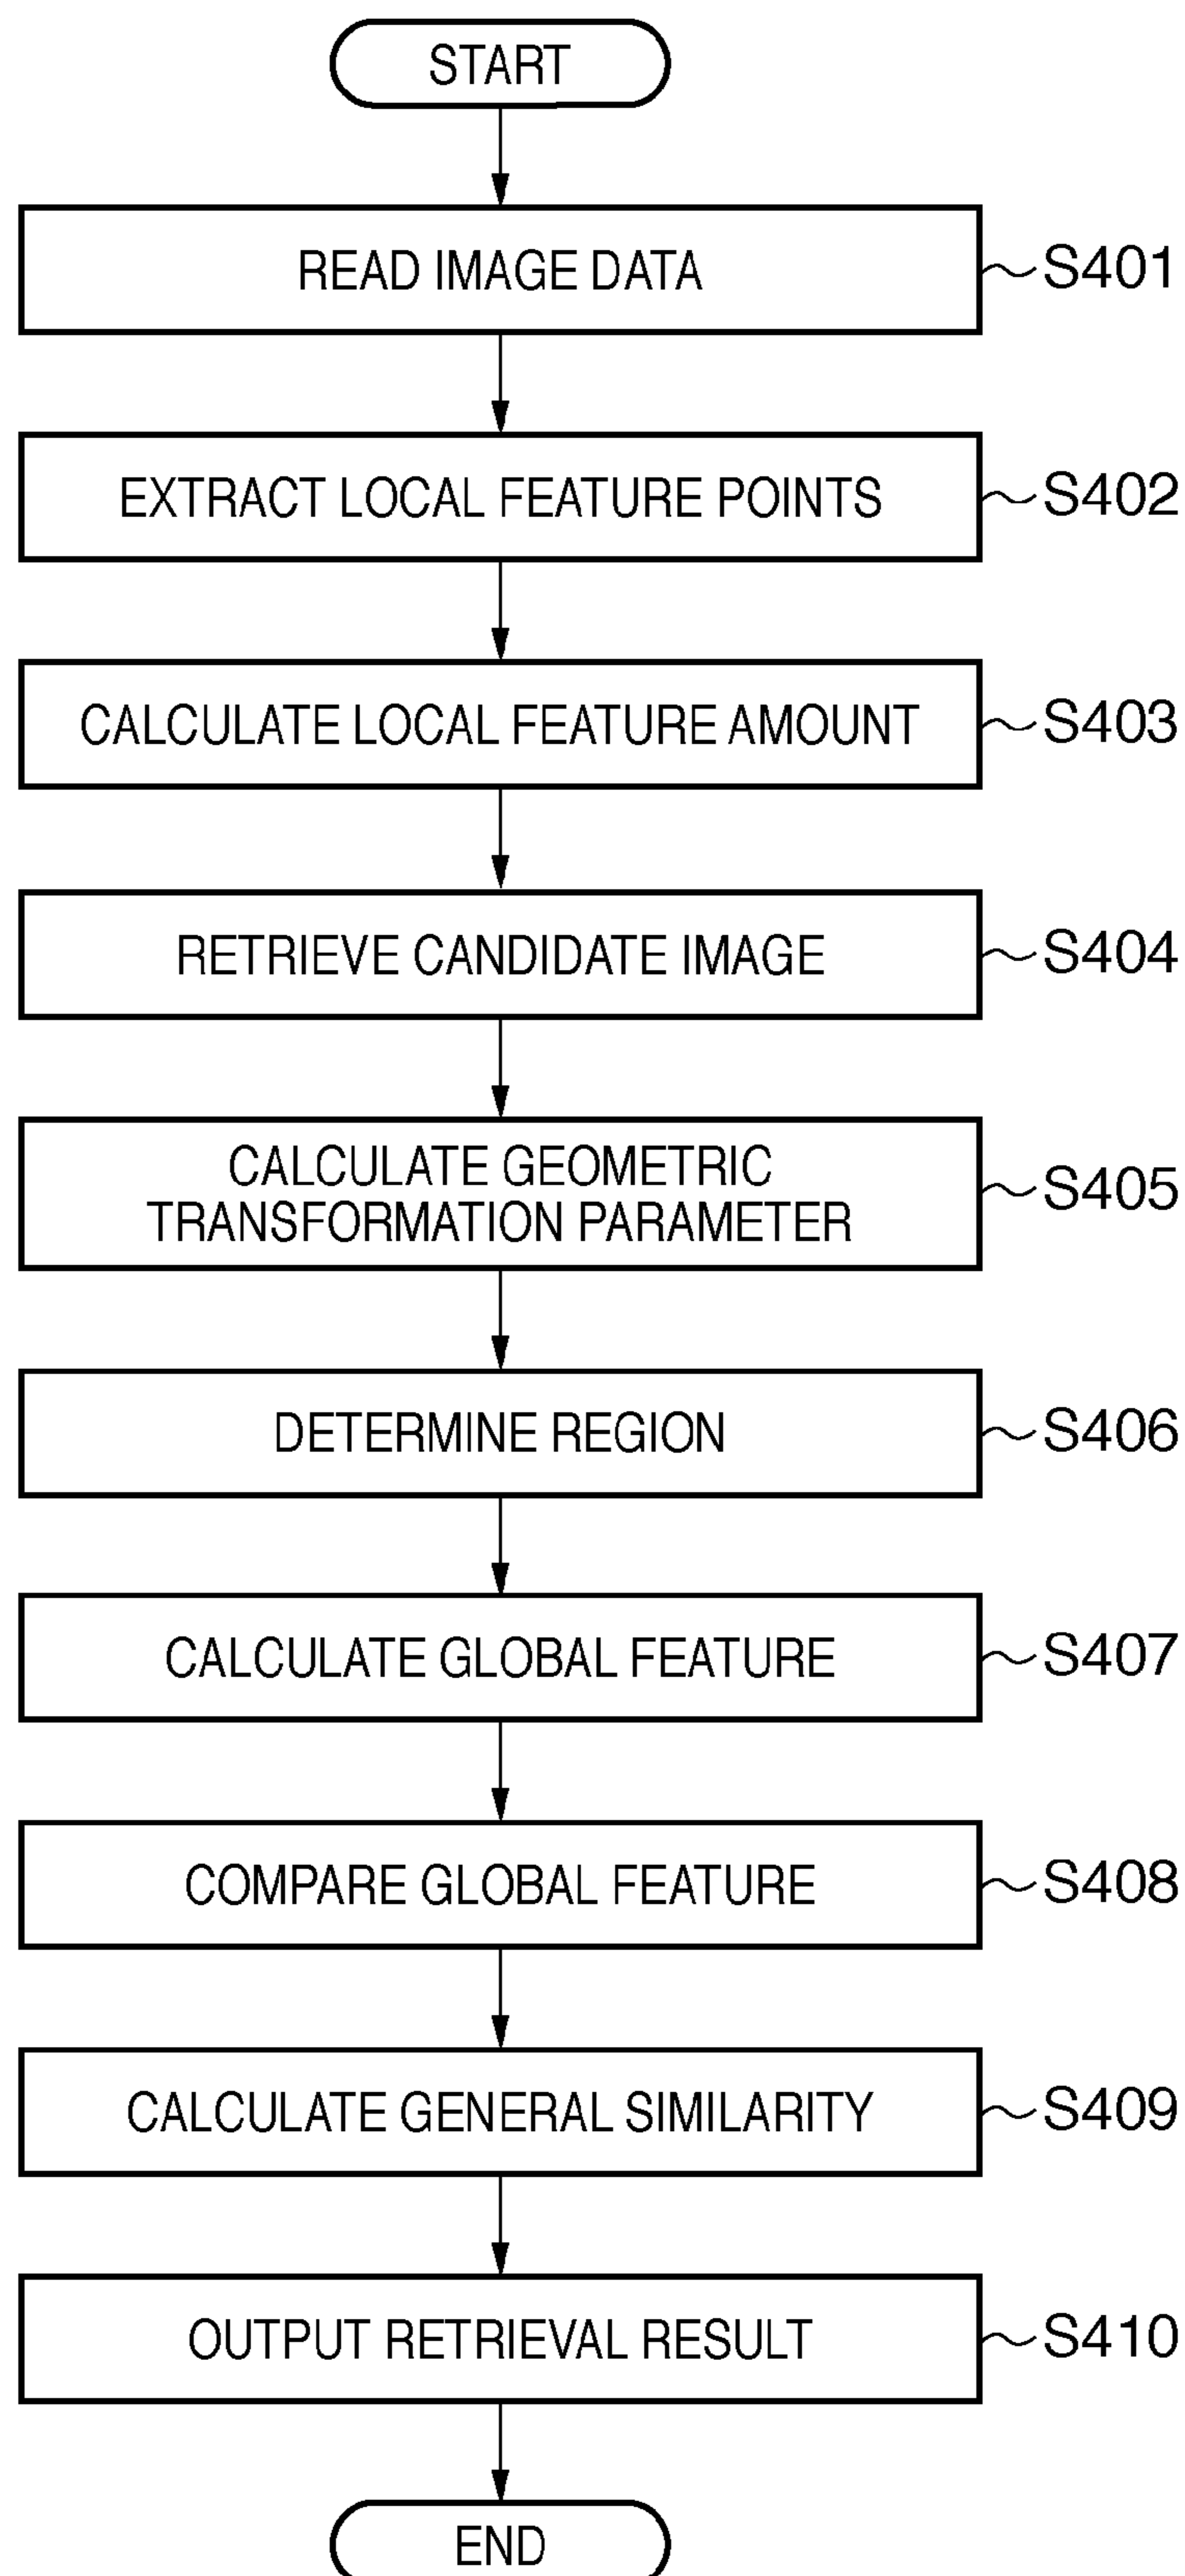 START
READ IMAGE DATA
S401
EXTRACT LOCAL FEATURE POINTS
S402
CALCULATE LOCAL FEATURE AMOUNT
S403
RETRIEVE CANDIDATE IMAGE
S404
CALCULATE GEOMETRIC
TRANSFORMATION PARAMETER
S405
DETERMINE REGION
S406
CALCULATE GLOBAL FEATURE
S407
COMPARE GLOBAL FEATURE
S408
CALCULATE GENERAL SIMILARITY
S409
OUTPUT RETRIEVAL RESULT
S410
END